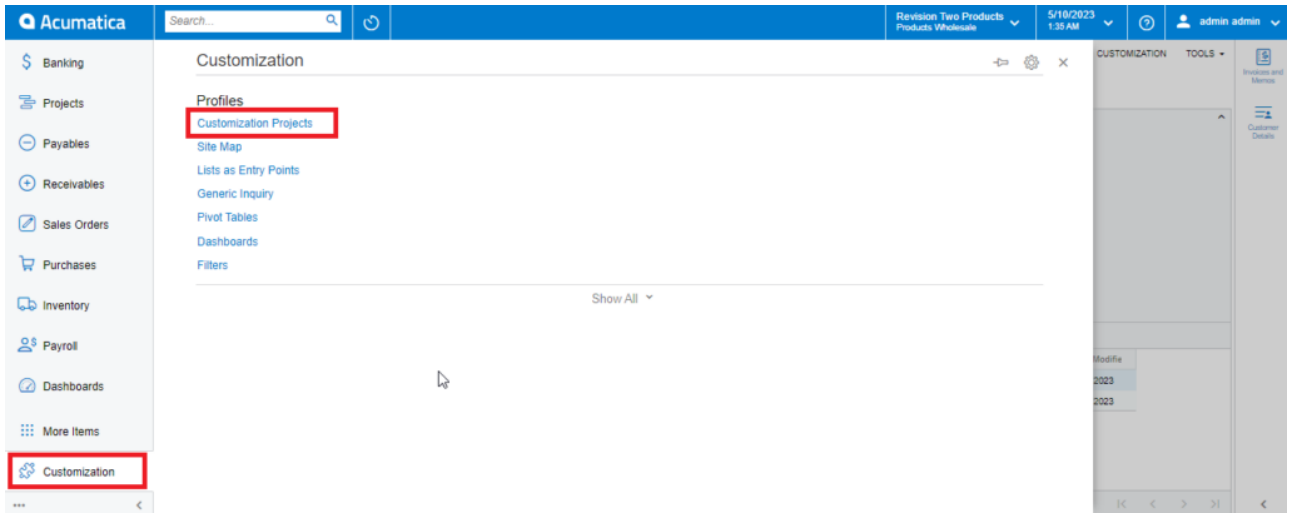 Acumatica
Search...
Revision Two Products
Products Wholesale
5/10/2023
1:35 AM
admin admin
Banking
Projects
Payables
Receivables
Sales Orders
Purchases
Inventory
Payroll
Dashboards
More Items
Customization
Customization
Profiles
Customization Projects
Site Map
Lists as Entry Points
Generic Inquiry
Pivot Tables
Dashboards
Filters
Show All
CUSTOMIZATION TOOLS
Modifie
2023
2023
Invoices and
Memos
Customer
Details